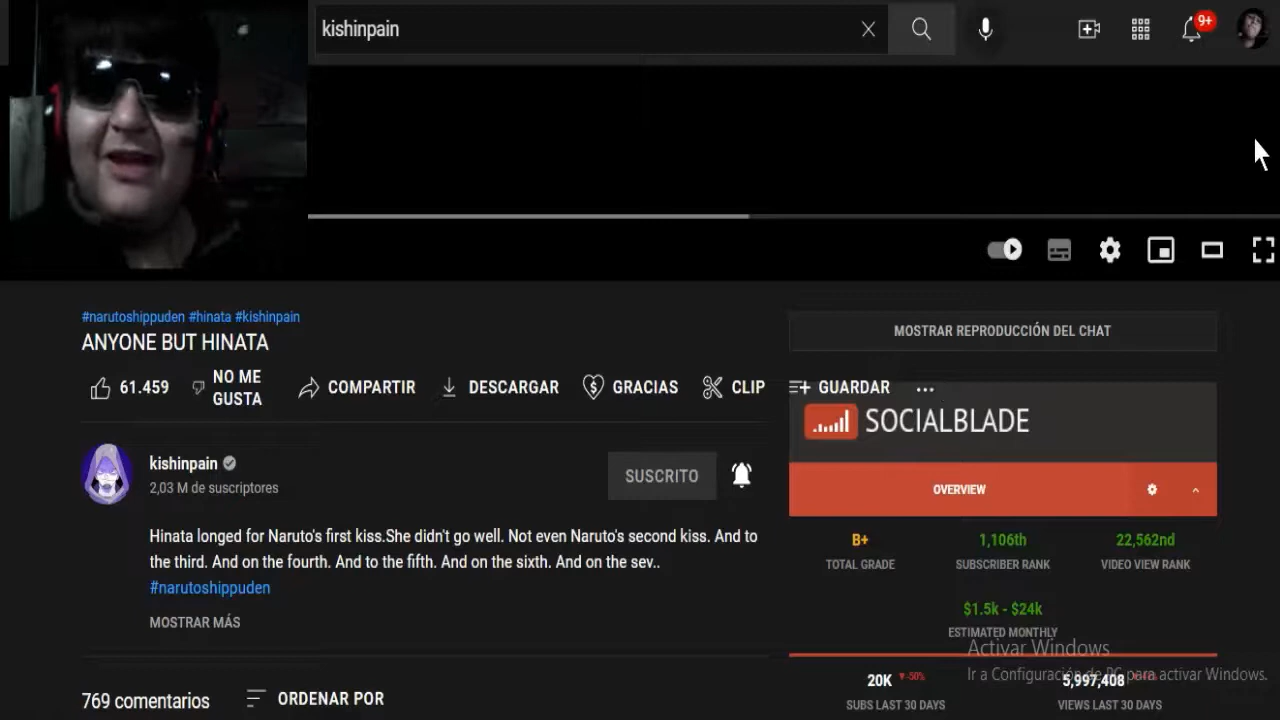 kishinpain
9+
#narutoshippuden #hinata #kishinpain
ANYONE BUT HINATA
MOSTRAR REPRODUCCIÓN DEL CHAT
61.459
NO ME GUSTA
COMPARTIR
DESCARGAR
GRACIAS
CLIP
GUARDAR
SOCIALBLADE
kishinpain
2,03 M de suscriptores
SUSCRITO
OVERVIEW
Hinata longed for Naruto's first kiss.She didn't go well. Not even Naruto's second kiss. And to
the third. And on the fourth. And to the fifth. And on the sixth. And on the sev..
#narutoshippuden
MOSTRAR MÁS
B+
TOTAL GRADE
1,106th
SUBSCRIBER RANK
22,562nd
VIDEO VIEW RANK
$1.5k - $24k
ESTIMATED MONTHLY
Activar Windows
Ir a Configuración de PC para activar Windows.
20K -50%
SUBS LAST 30 DAYS
5,997,408
VIEWS LAST 30 DAYS
769 comentarios
ORDENAR POR